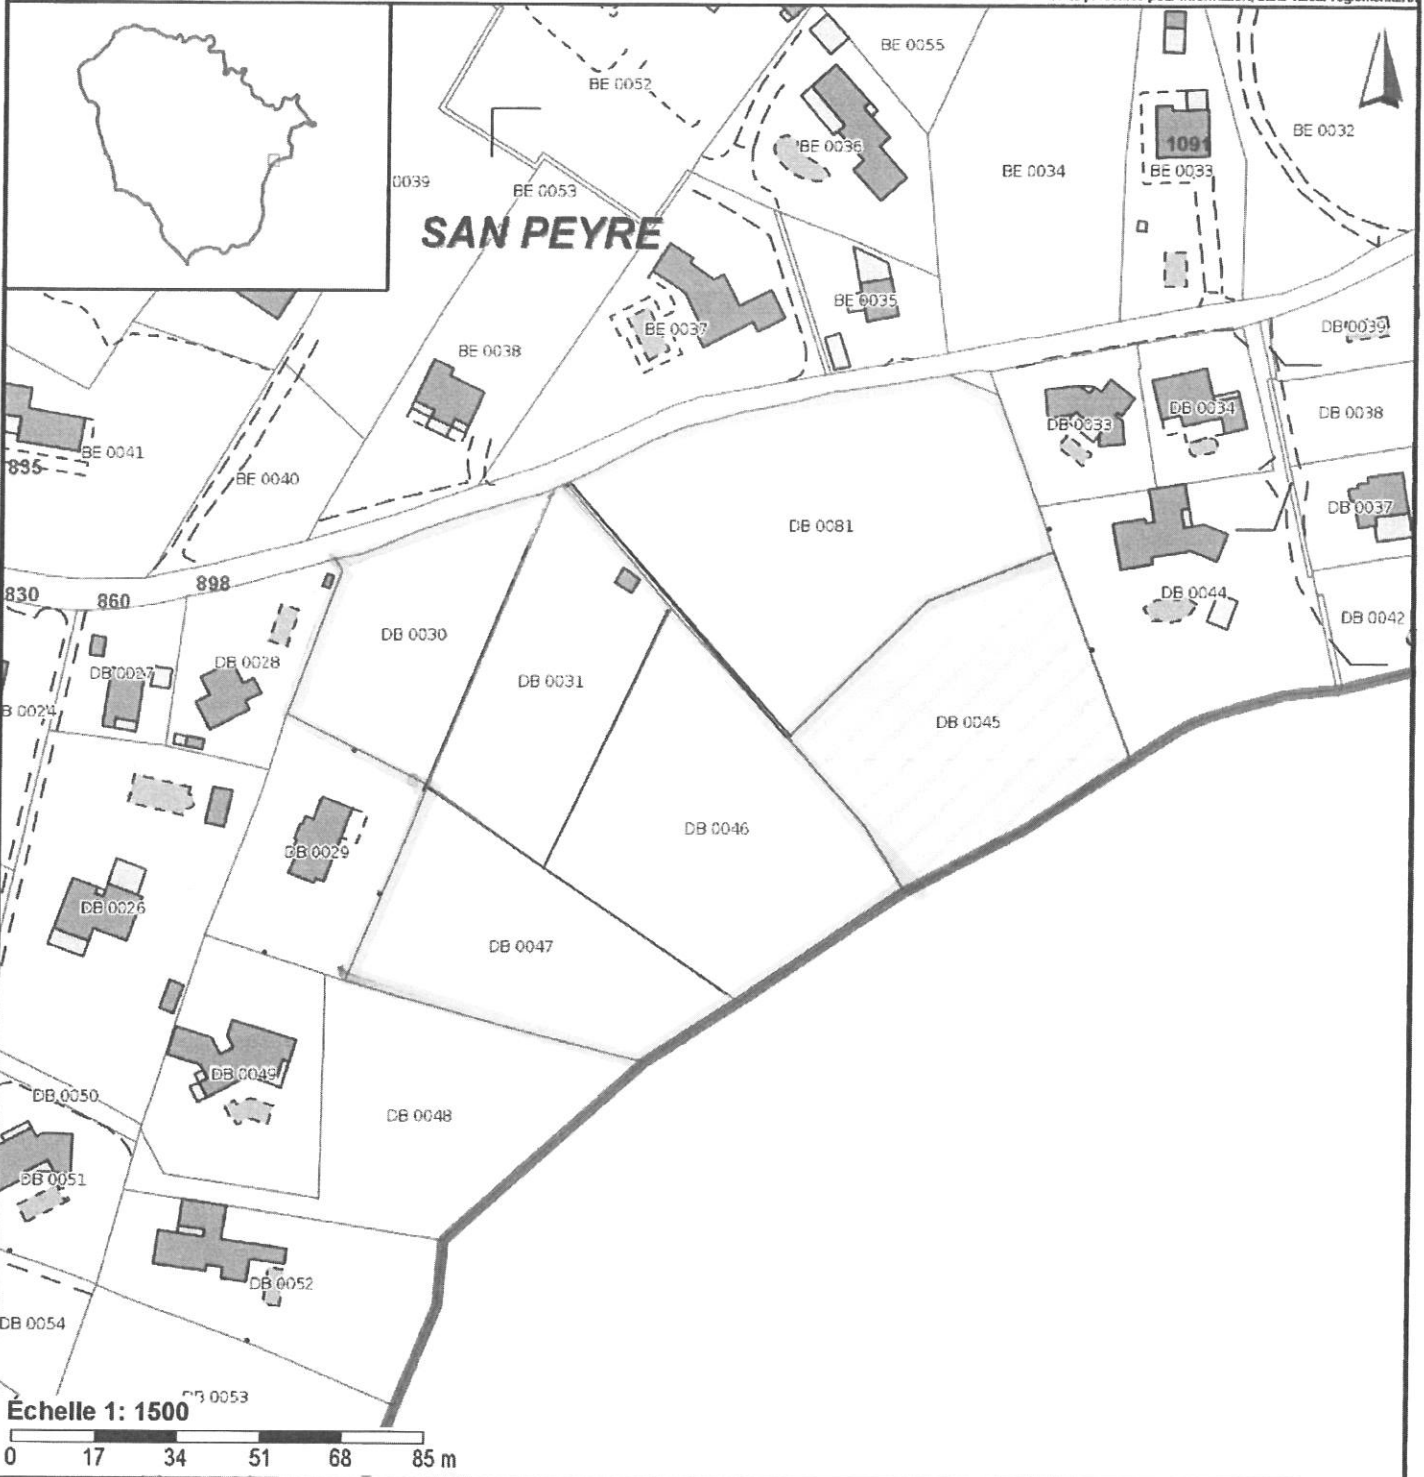 BE 0055
BE 0052
BE 0032
BE 0036
1091
BE 0034
BE 0033
0039
BE 0053
SAN PEYRE
BE 0035
BE 0037
DB 0039
BE 0038
DB 0038
DB 0034
DB 0033
BE 0041
895
BE 0040
DB 0037
DB 0081
898
830
860
DB 0044
DB 0042
DB 0030
DB 0028
DB 0027
DB 0031
B 0024
DB 0045
DB 0046
DB 0029
DB 0026
DB 0047
DB 0049
DB 0050
DB 0048
DB 0051
DB 0052
DB 0054
0053
Échelle 1: 1500
0 17 34 51 68 85 m